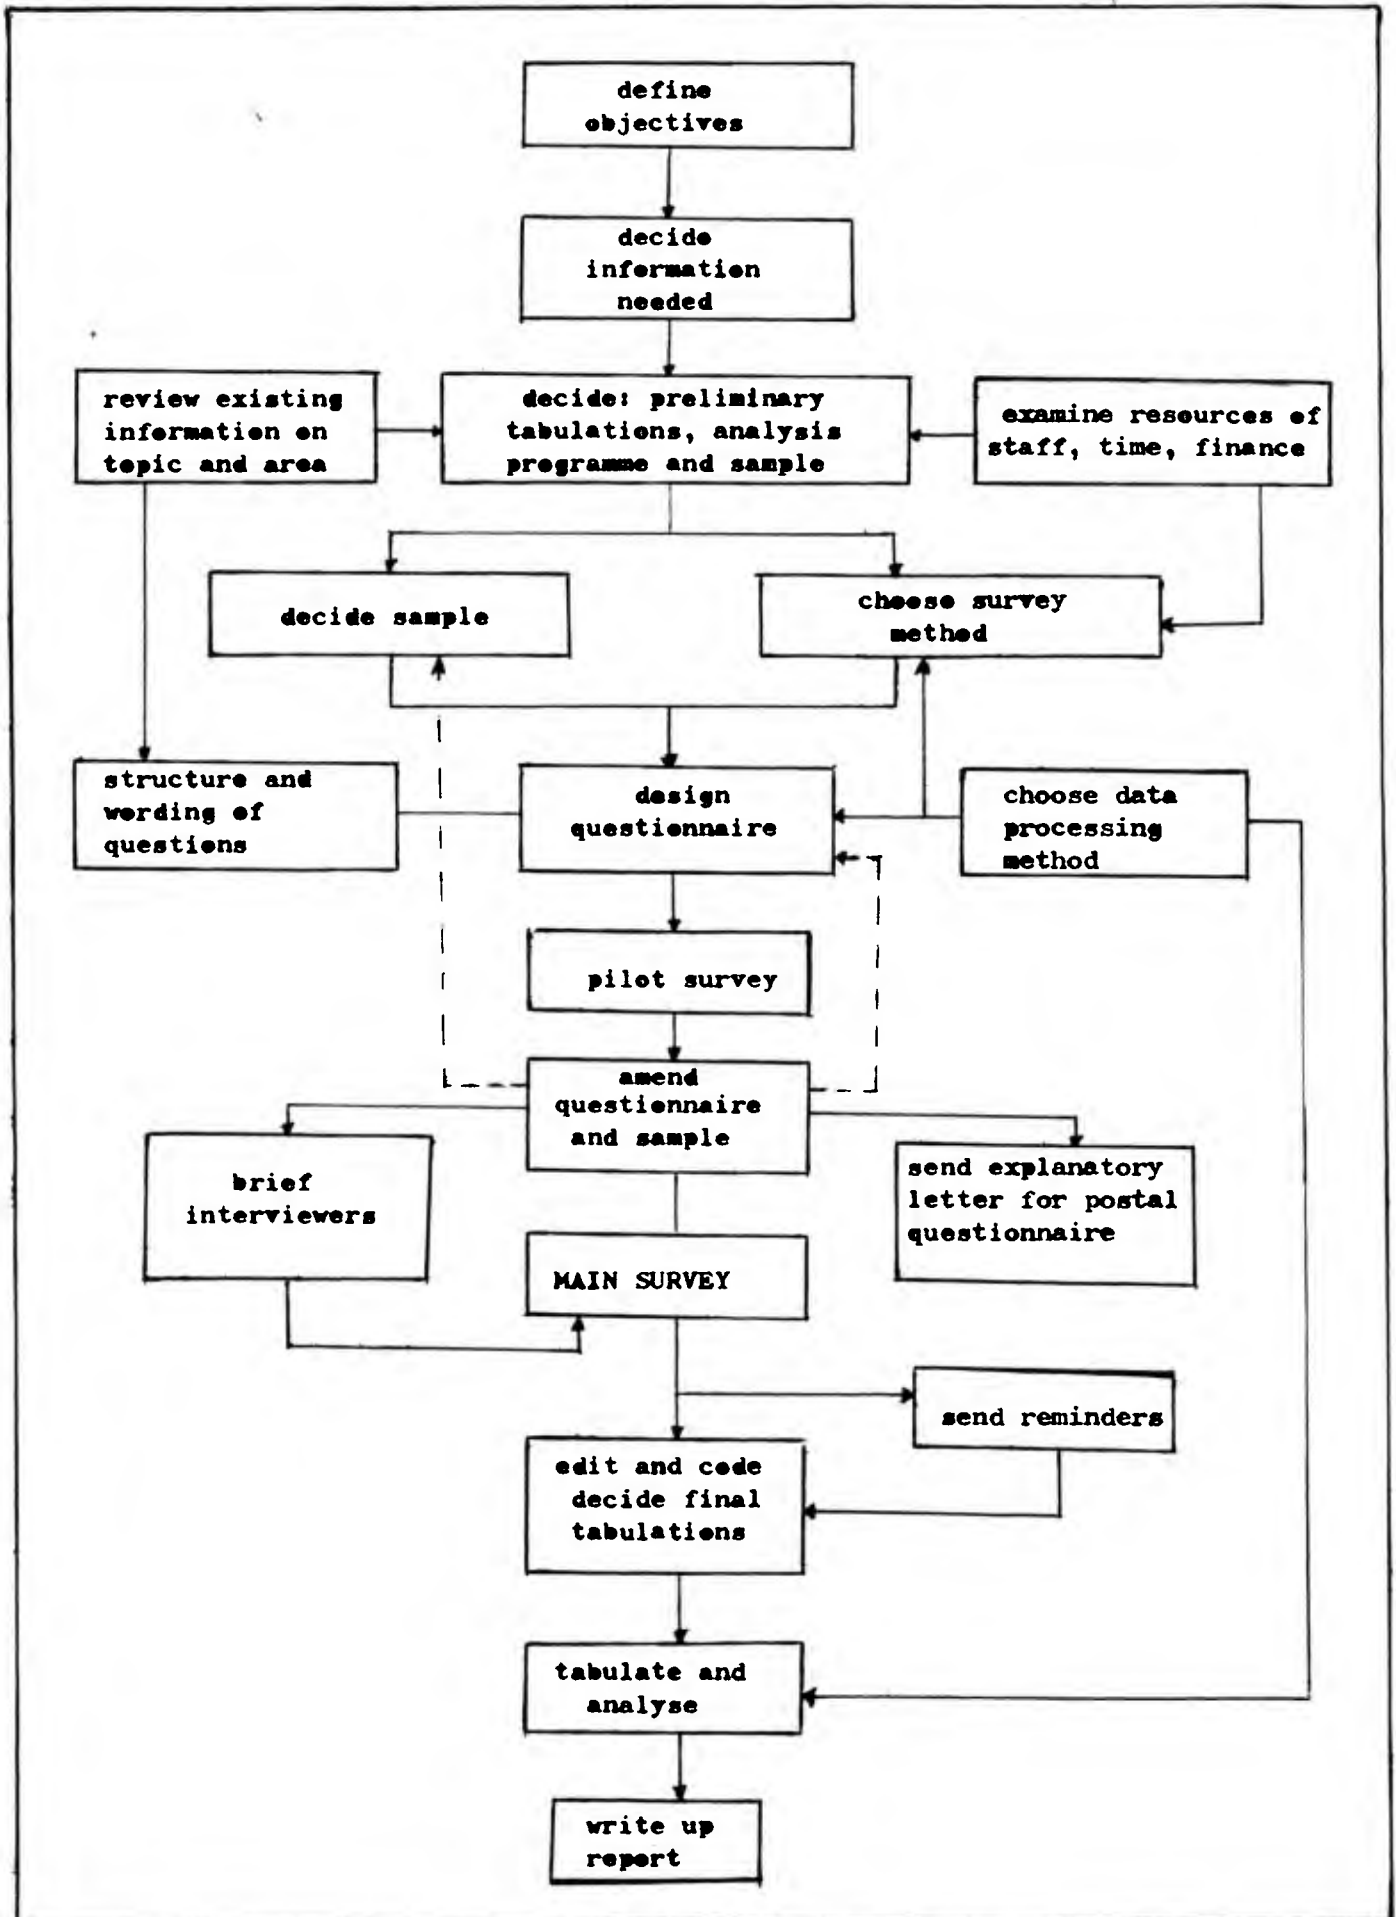 define
objectives
decide
information
needed
review existing
information on
topic and area
decide: preliminary
tabulations, analysis
programme and sample
examine resources of
staff, time, finance
decide sample
choose survey
method
structure and
wording of
questions
design
questionnaire
choose data
processing
method
pilot survey
amend
questionnaire
and sample
brief
interviewers
send explanatory
letter for postal
questionnaire
MAIN SURVEY
send reminders
edit and code
decide final
tabulations
tabulate and
analyse
write up
report